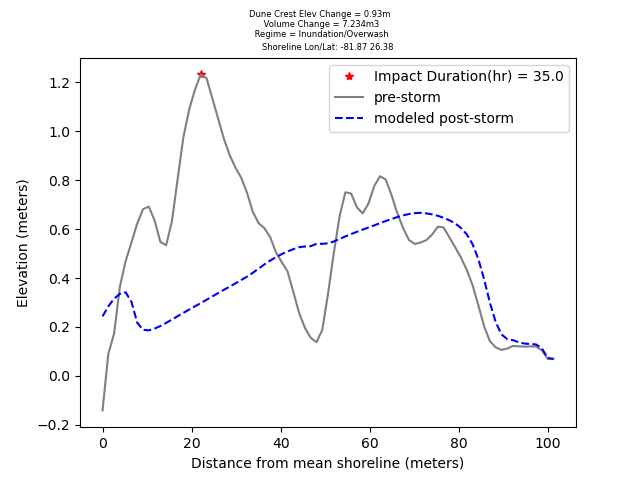 Dune Crest Elev Change = 0.93m
Volume Change = 7.234m3
Regime = Inundation/Overwash
Shoreline Lon/Lat: -81.87 26.38
Impact Duration(hr) = 35.0
pre-storm
modeled post-storm
Elevation (meters)
1.2
1.0
0.8
0.6
0.4
0.2
0.0
−0.2
0 20 40 60 80 100
Distance from mean shoreline (meters)